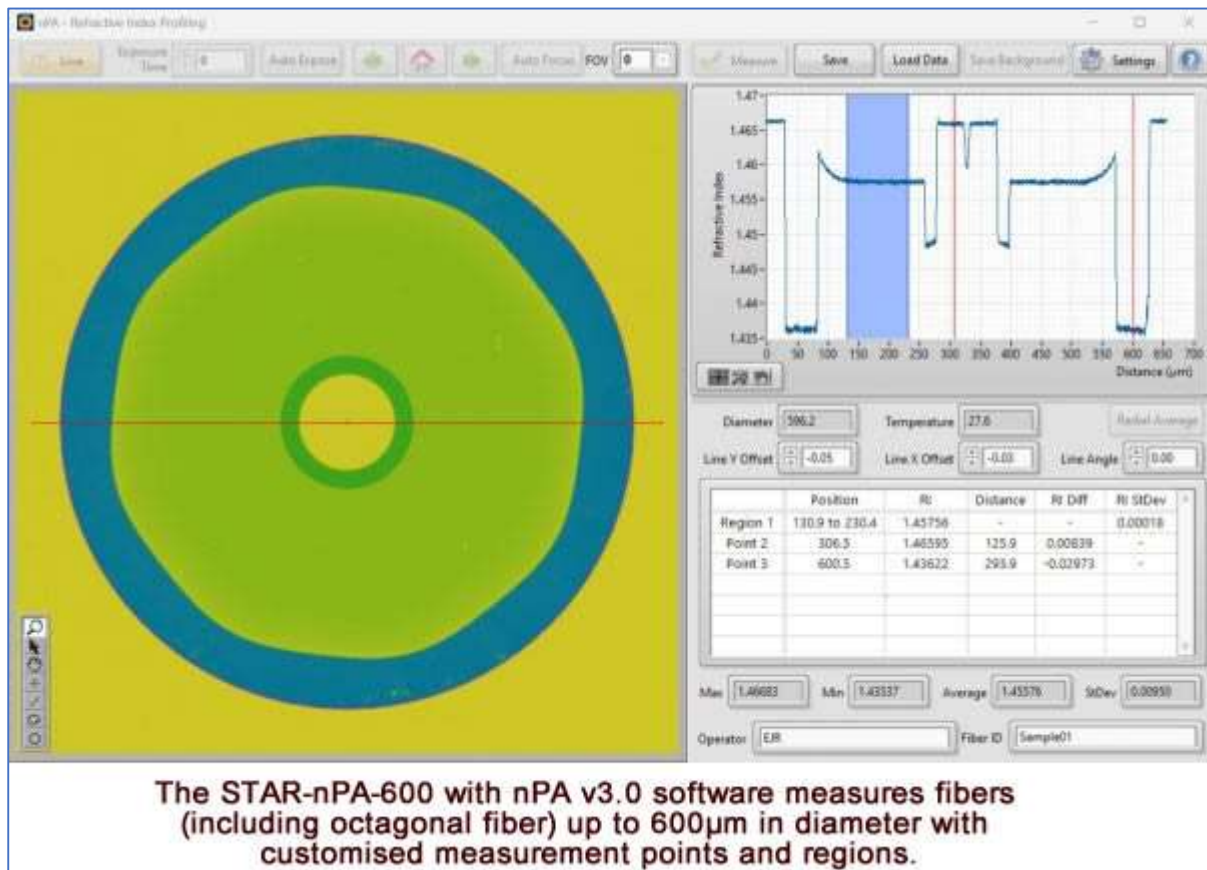 nPA - Refractive Index Profiling
Live Exposure Time 0 Auto Expose Auto Focus FOV 0 Measure Save Load Data Save Background Settings
1.47
1.465
1.46
1.455
1.45
1.445
1.44
1.435
Refractive Index
0 50 100 150 200 250 300 350 400 450 500 550 600 650 700
Distance (µm)
Diameter 596.2 Temperature 27.6 Radial Average
Line Y Offset -0.05 Line X Offset -0.03 Line Angle 0.00
Position RI Distance RI Diff RI StDev
Region 1 130.9 to 230.4 1.45756 - - 0.00018
Point 2 306.5 1.46595 125.9 0.00839 -
Point 3 600.5 1.43622 293.9 -0.02973 -
Max 1.46683 Min 1.43537 Average 1.45576 StDev 0.00950
Operator EJR Fiber ID Sample01
The STAR-nPA-600 with nPA v3.0 software measures fibers
(including octagonal fiber) up to 600µm in diameter with
customised measurement points and regions.